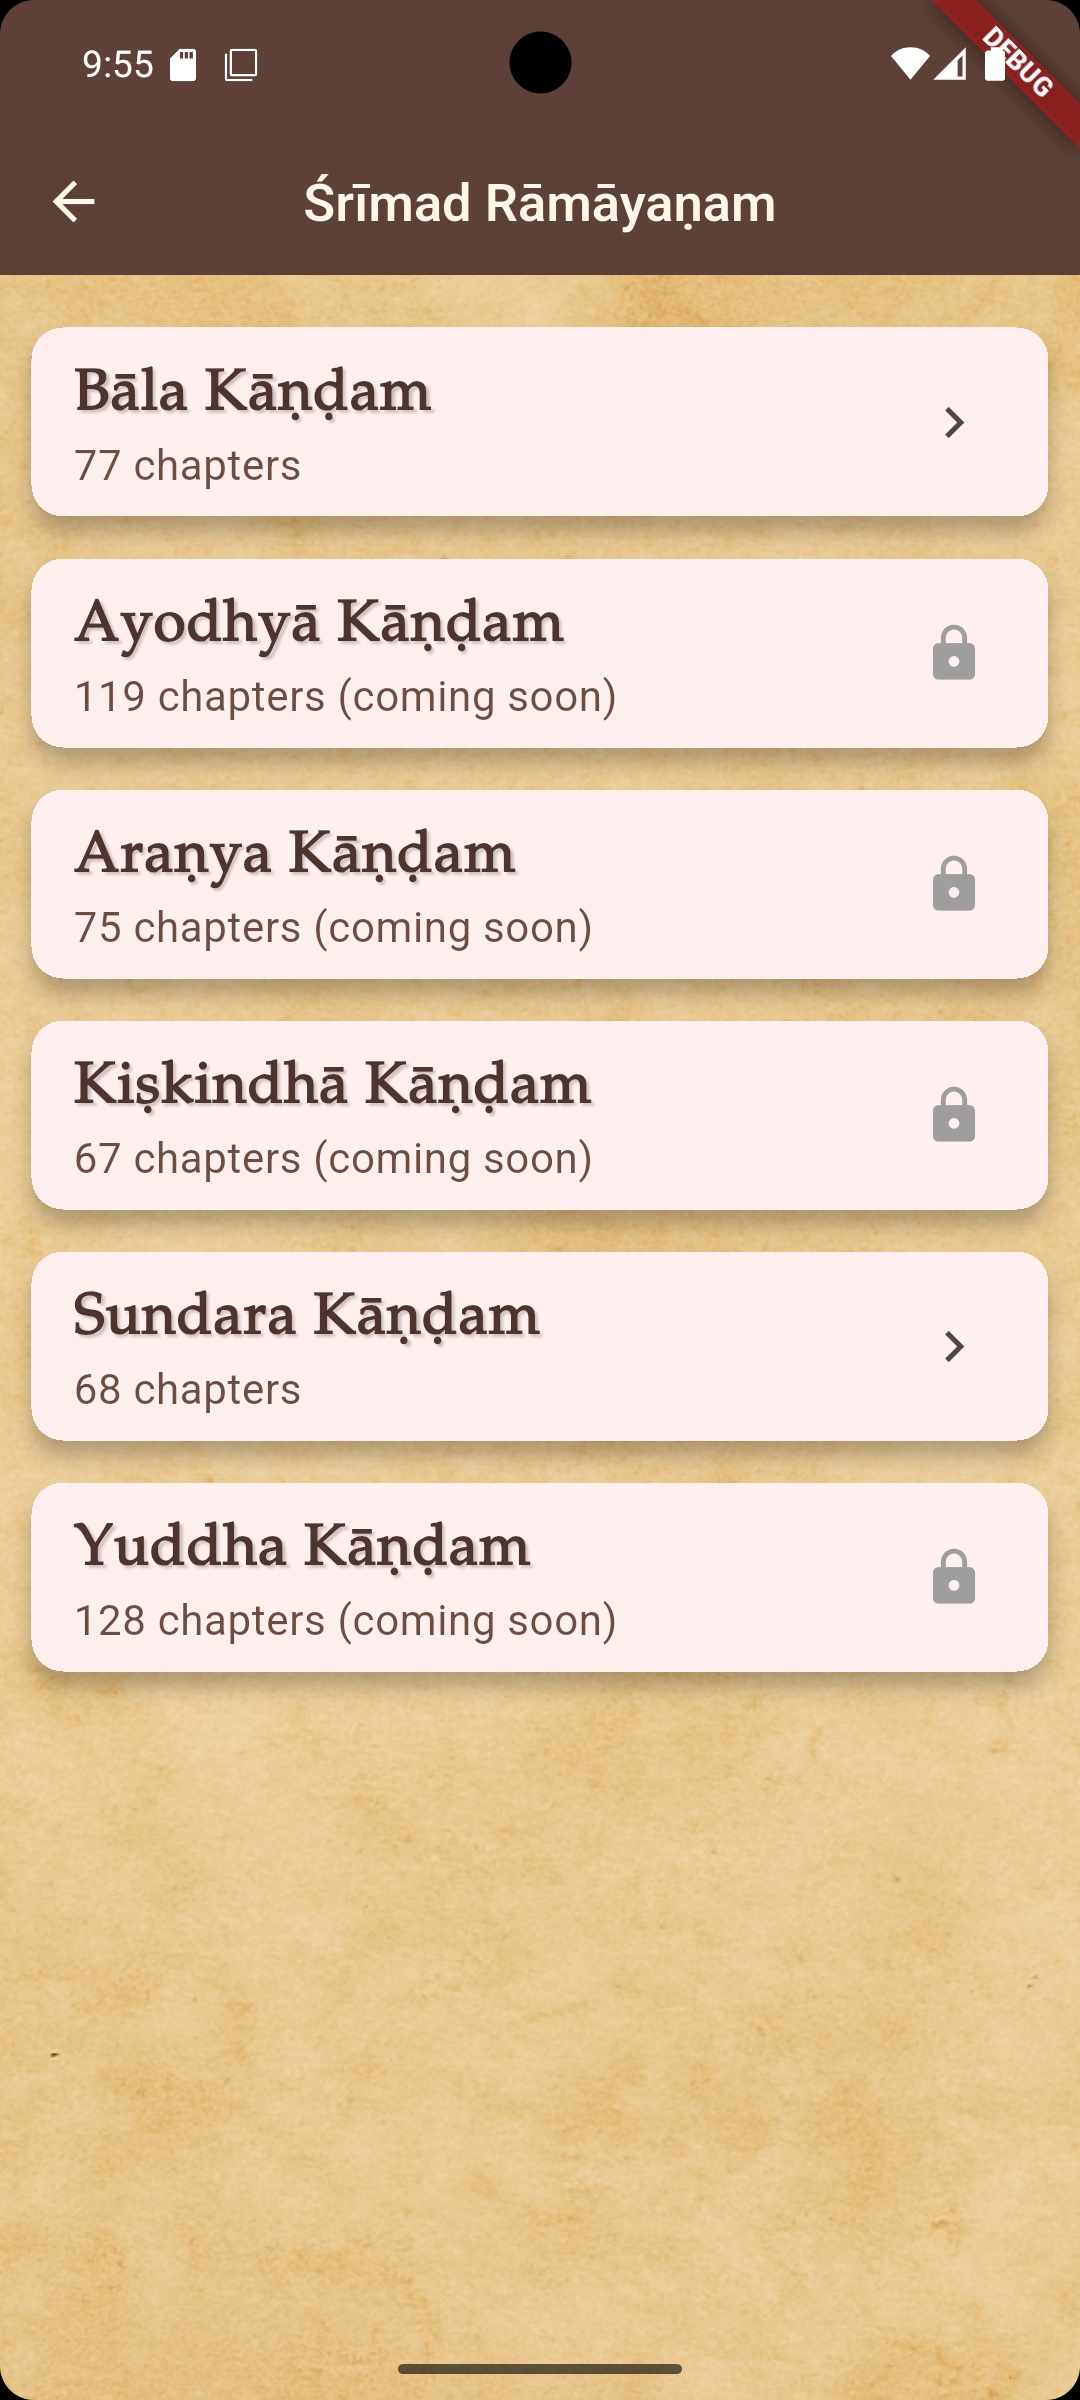 9:55
DEBUG
Śrīmad Rāmāyaṇam
Bāla Kāṇḍam
77 chapters
Ayodhyā Kāṇḍam
119 chapters (coming soon)
Araṇya Kāṇḍam
75 chapters (coming soon)
Kiṣkindhā Kāṇḍam
67 chapters (coming soon)
Sundara Kāṇḍam
68 chapters
Yuddha Kāṇḍam
128 chapters (coming soon)